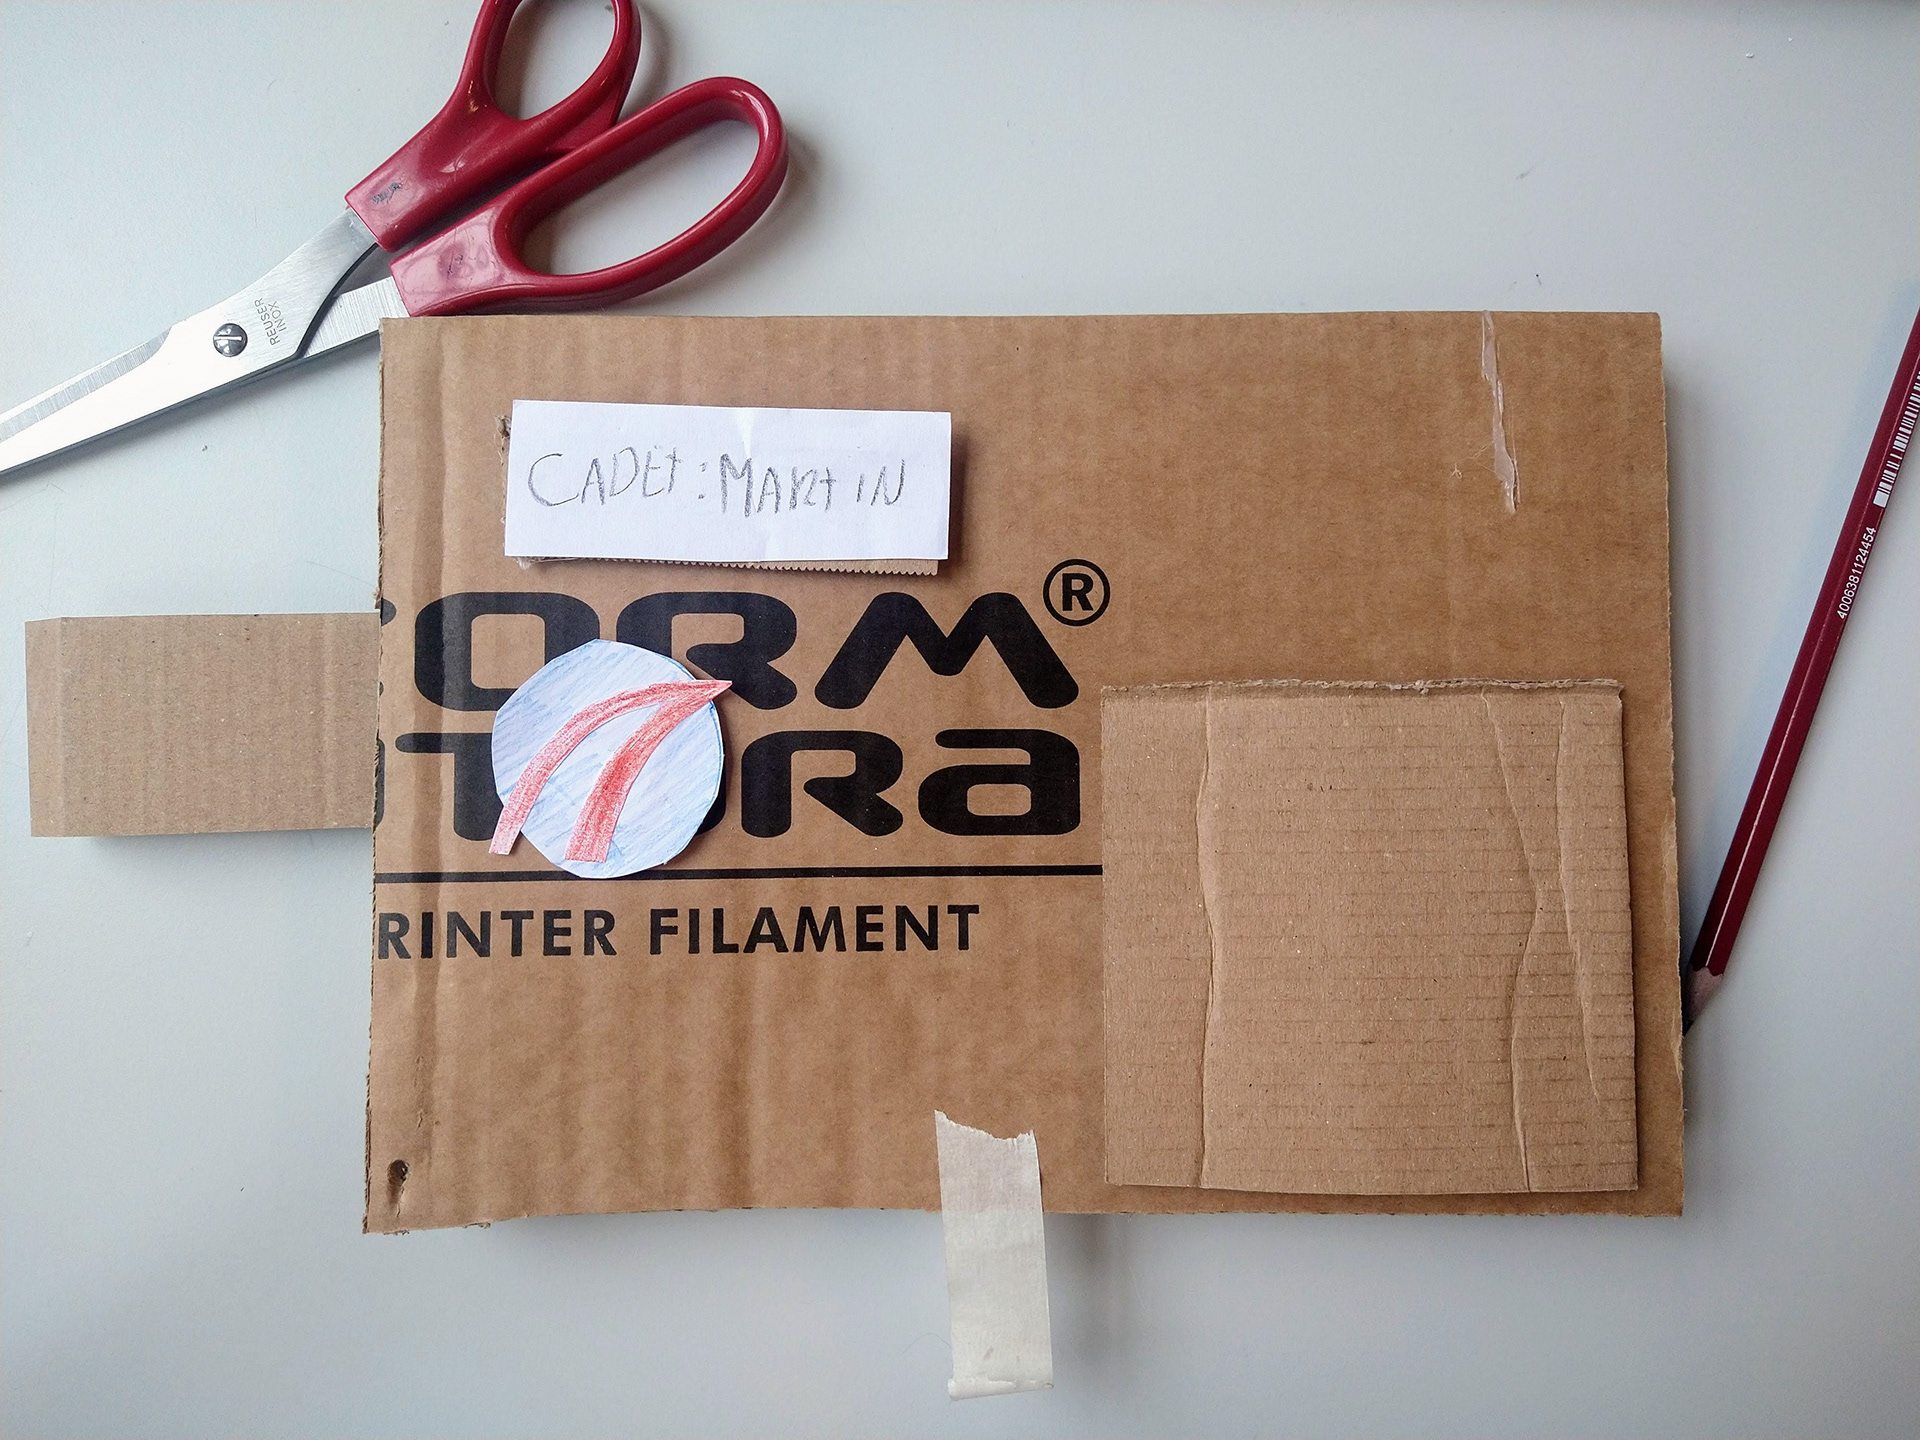 REUSER
INOX
CADEt : MARtIN
ORM®
RINTER FILAMENT
4006381124454